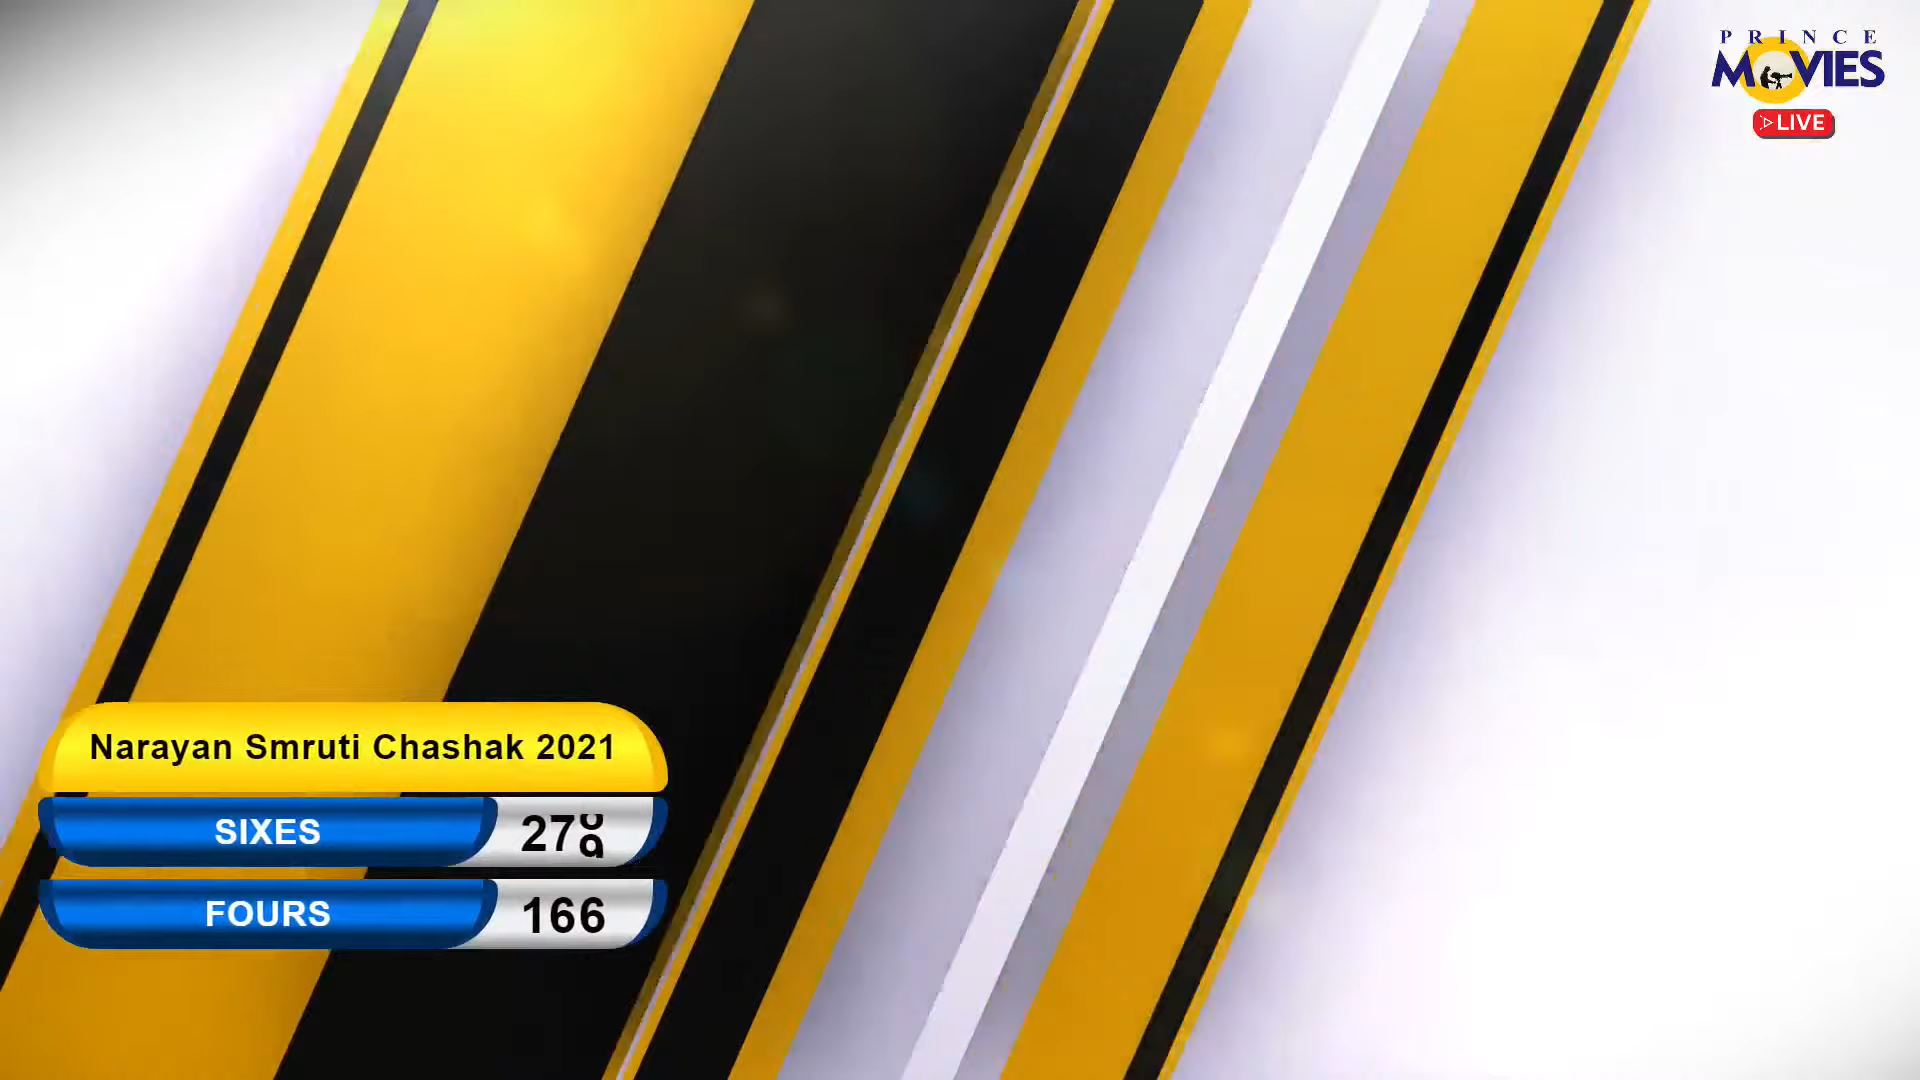 PRINCE
MOVIES
LIVE
Narayan Smruti Chashak 2021
SIXES 27
FOURS 166